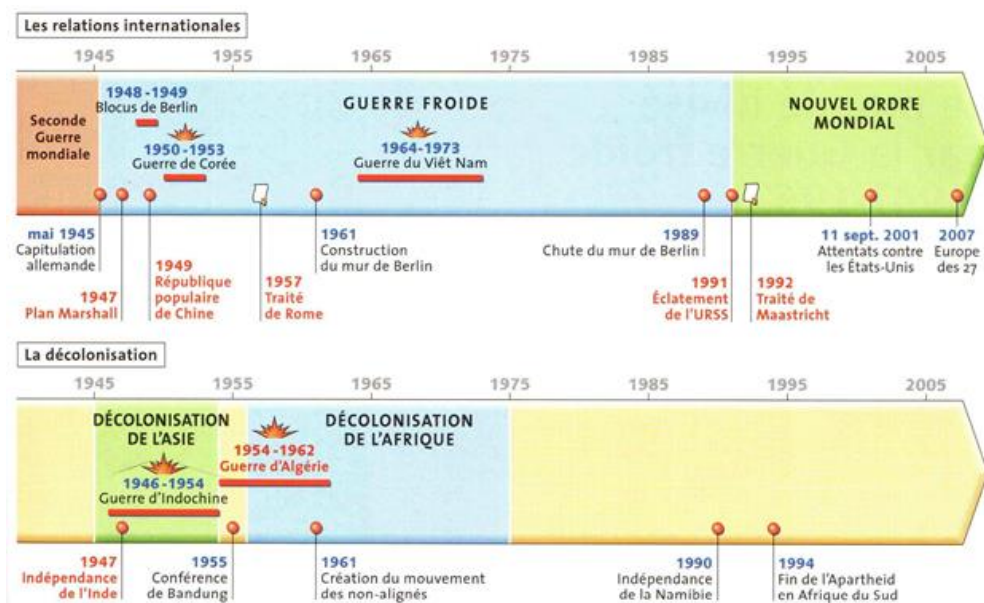 Les relations internationales
1945 1955 1965 1975 1985 1995 2005
Seconde
Guerre
mondiale
1948 -1949
Blocus de Berlin
1950 -1953
Guerre de Corée
GUERRE FROIDE
1964 -1973
Guerre du Viêt Nam
NOUVEL ORDRE
MONDIAL
mai 1945
Capitulation
allemande
1947
Plan Marshall
1949
République
populaire
de Chine
1957
Traité
de Rome
1961
Construction
du mur de Berlin
1989
Chute du mur de Berlin
1991
Éclatement
de l'URSS
1992
Traité de
Maastricht
11 sept. 2001
Attentats contre
les États-Unis
2007
Europe
des 27
La décolonisation
1945 1955 1965 1975 1985 1995 2005
DÉCOLONISATION
DE L'ASIE
1946 -1954
Guerre d'Indochine
1954 -1962
Guerre d'Algérie
DÉCOLONISATION
DE L'AFRIQUE
1947
Indépendance
de l'Inde
1955
Conférence
de Bandung
1961
Création du mouvement
des non-alignés
1990
Indépendance
de la Namibie
1994
Fin de l'Apartheid
en Afrique du Sud